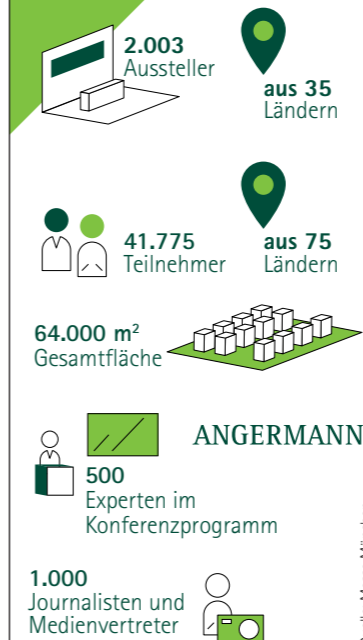 2.003
Aussteller
aus 35
Ländern
41.775
Teilnehmer
aus 75
Ländern
64.000 m²
Gesamtfläche
ANGERMANN
500
Experten im
Konferenzprogramm
1.000
Journalisten und
Medienvertreter